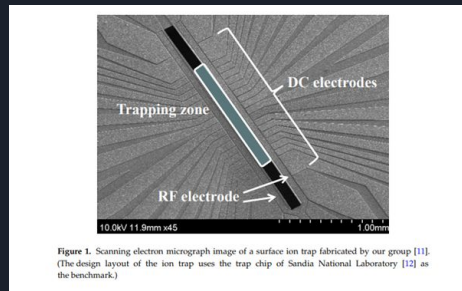 DC electrodes
Trapping zone
RF electrode
10.0kV 11.9mm x45
1.00mm
Figure 1. Scanning electron micrograph image of a surface ion trap fabricated by our group [11].
(The design layout of the ion trap uses the trap chip of Sandia National Laboratory [12] as
the benchmark.)